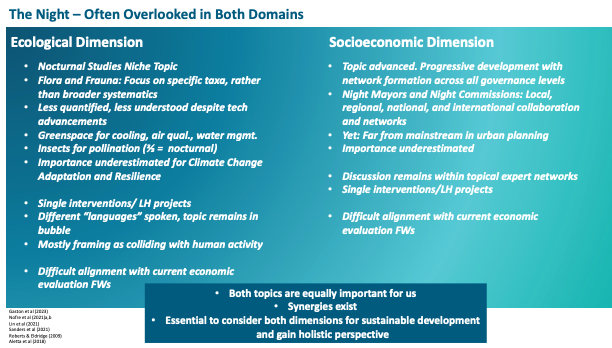 The Night – Often Overlooked in Both Domains
Ecological Dimension
• Nocturnal Studies Niche Topic
• Flora and Frauna: Focus on specific taxa, rather
than broader systematics
• Less quantified, less understood despite tech
advancements
• Greenspace for cooling, air qual., water mgmt.
• Insects for pollination (⅔ = nocturnal)
• Importance underestimated for Climate Change
Adaptation and Resilience
• Single interventions/ LH projects
• Different “languages” spoken, topic remains in
bubble
• Mostly framing as colliding with human activity
• Difficult alignment with current economic
evaluation FWs
Socioeconomic Dimension
• Topic advanced. Progressive development with
network formation across all governance levels
• Night Mayors and Night Commissions: Local,
regional, national, and international collaboration
and networks
• Yet: Far from mainstream in urban planning
• Importance underestimated
• Discussion remains within topical expert networks
• Single interventions/LH projects
• Difficult alignment with current economic
evaluation FWs
• Both topics are equally important for us
• Synergies exist
• Essential to consider both dimensions for sustainable development
and gain holistic perspective
Gaston et al (2023)
Nofre et al (2021)a,b
Lin et al (2021)
Sanders et al (2021)
Roberts & Eldridge (2009)
Aletta et al (2018)